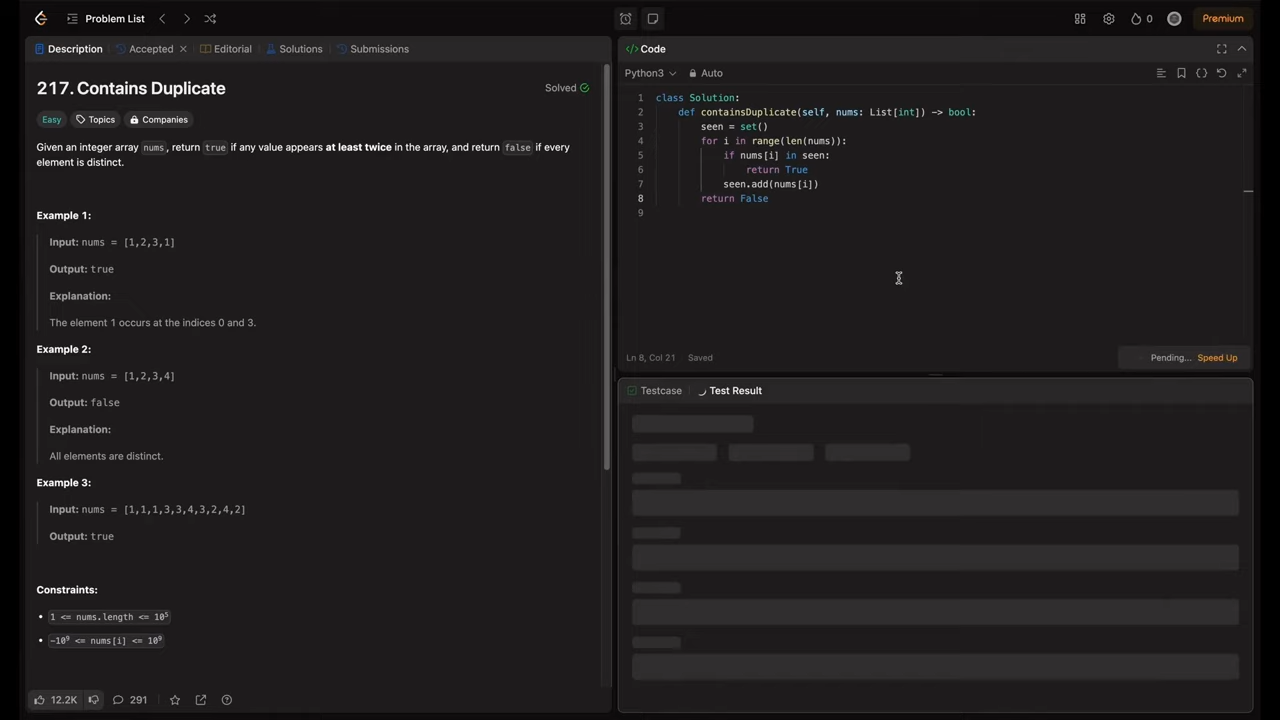 Problem List
0
Premium
Description
Accepted
Editorial
Solutions
Submissions
217. Contains Duplicate
Solved
Easy
Topics
Companies
Given an integer array nums, return true if any value appears at least twice in the array, and return false if every
element is distinct.
Example 1:
Input: nums = [1,2,3,1]
Output: true
Explanation:
The element 1 occurs at the indices 0 and 3.
Example 2:
Input: nums = [1,2,3,4]
Output: false
Explanation:
All elements are distinct.
Example 3:
Input: nums = [1,1,1,3,3,4,3,2,4,2]
Output: true
Constraints:
• 1 <= nums.length <= 10⁵
• -10⁹ <= nums[i] <= 10⁹
12.2K
291
</> Code
Python3
Auto
1 class Solution:
2     def containsDuplicate(self, nums: List[int]) -> bool:
3         seen = set()
4         for i in range(len(nums)):
5             if nums[i] in seen:
6                 return True
7             seen.add(nums[i])
8         return False
9
Ln 8, Col 21
Saved
Pending...
Speed Up
Testcase
Test Result